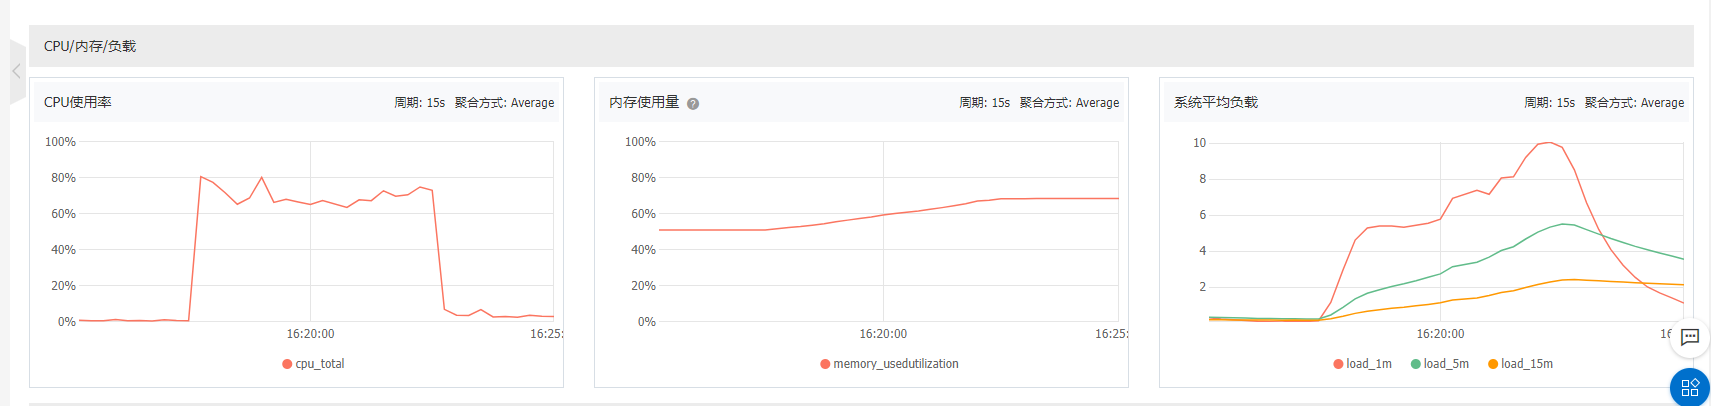 CPU/内存/负载
CPU使用率 周期: 15s 聚合方式: Average
100%
80%
60%
40%
20%
0%
16:20:00 16:25:
cpu_total
内存使用量 ? 周期: 15s 聚合方式: Average
100%
80%
60%
40%
20%
0%
16:20:00 16:25:
memory_usedutilization
系统平均负载 周期: 15s 聚合方式: Average
10
8
6
4
2
16:20:00
load_1m load_5m load_15m